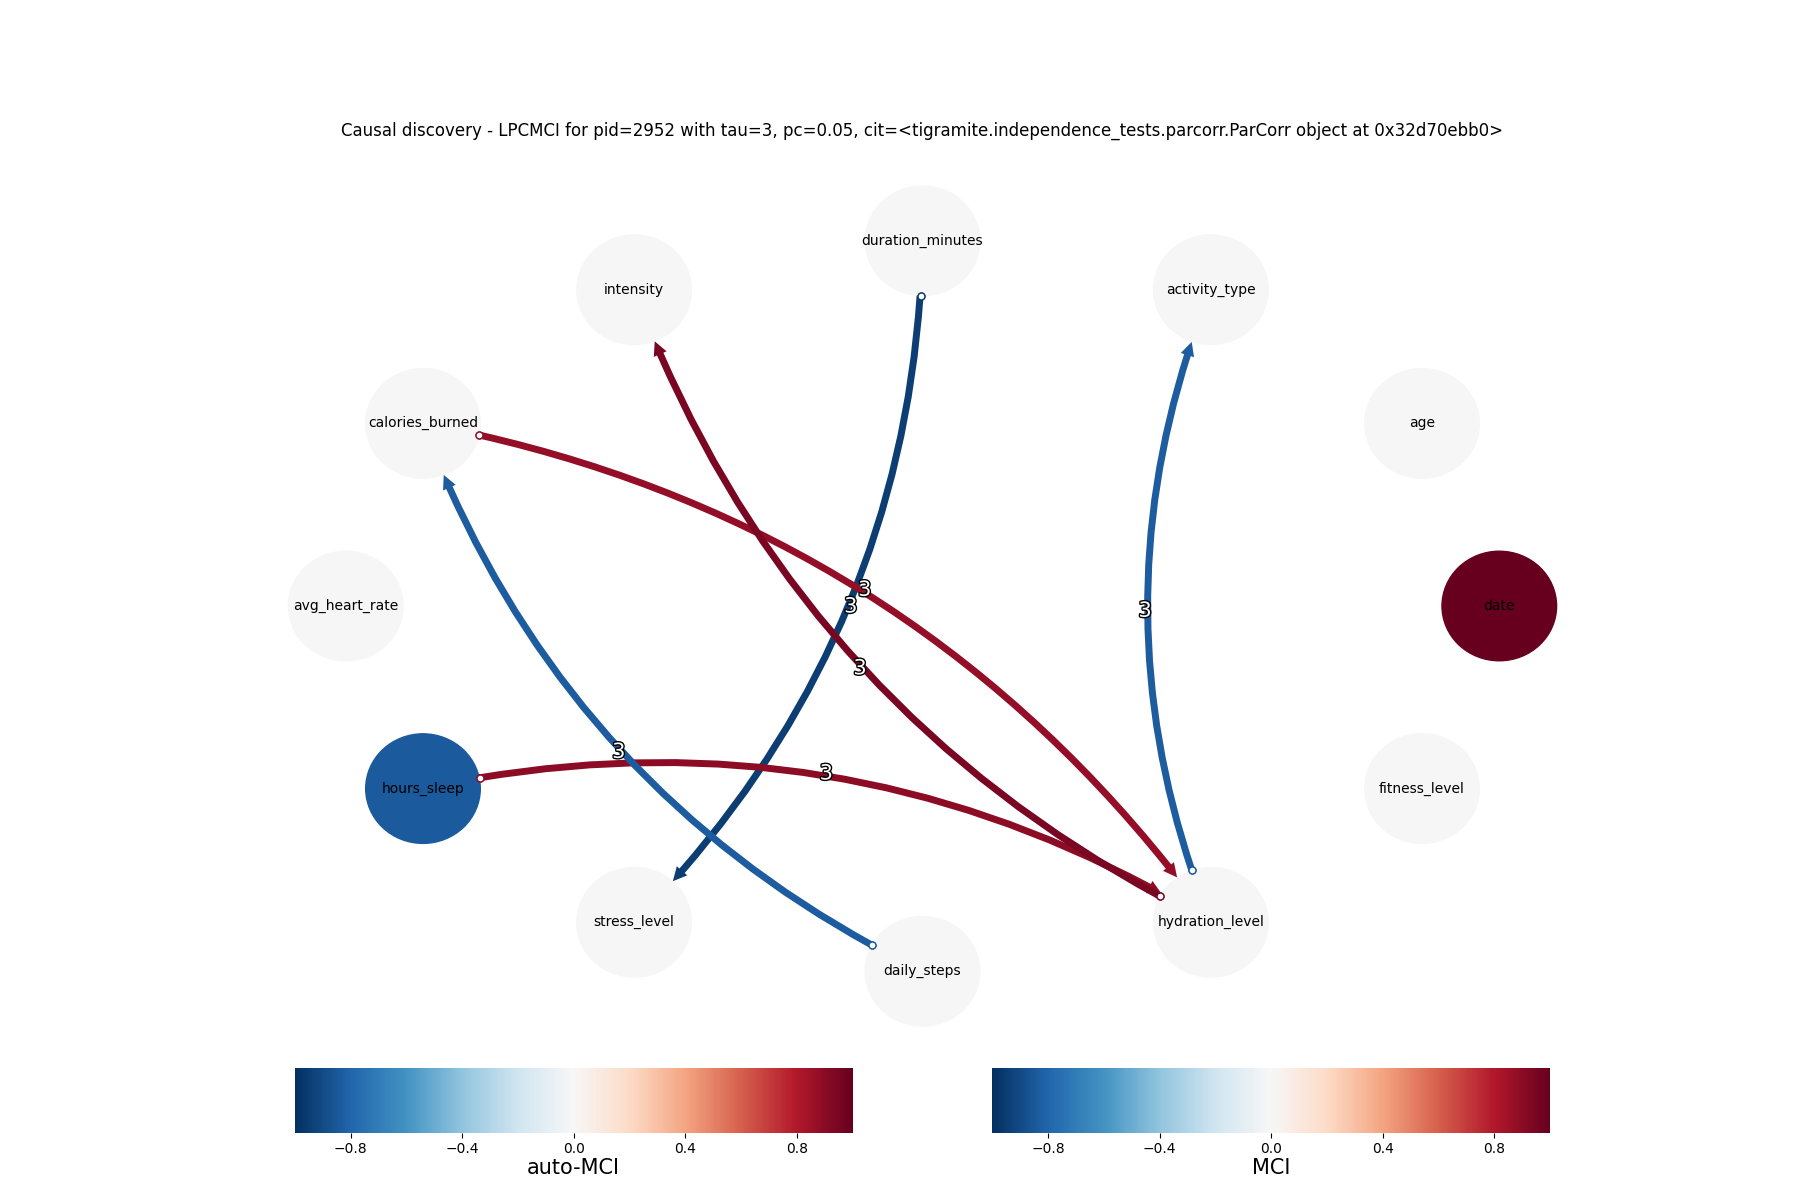 Causal discovery - LPCMCI for pid=2952 with tau=3, pc=0.05, cit=<tigramite.independence_tests.parcorr.ParCorr object at 0x32d70ebb0>
duration_minutes
intensity
activity_type
calories_burned
age
3
3
avg_heart_rate
3
date
3
3
3
hours_sleep
fitness_level
stress_level
hydration_level
daily_steps
−0.8 −0.4 0.0 0.4 0.8
auto-MCI
−0.8 −0.4 0.0 0.4 0.8
MCI